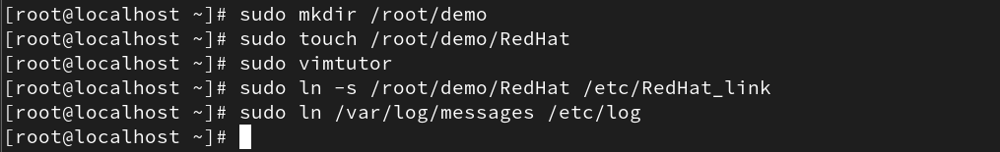 [root@localhost ~]# sudo mkdir /root/demo
[root@localhost ~]# sudo touch /root/demo/RedHat
[root@localhost ~]# sudo vimtutor
[root@localhost ~]# sudo ln -s /root/demo/RedHat /etc/RedHat_link
[root@localhost ~]# sudo ln /var/log/messages /etc/log
[root@localhost ~]#